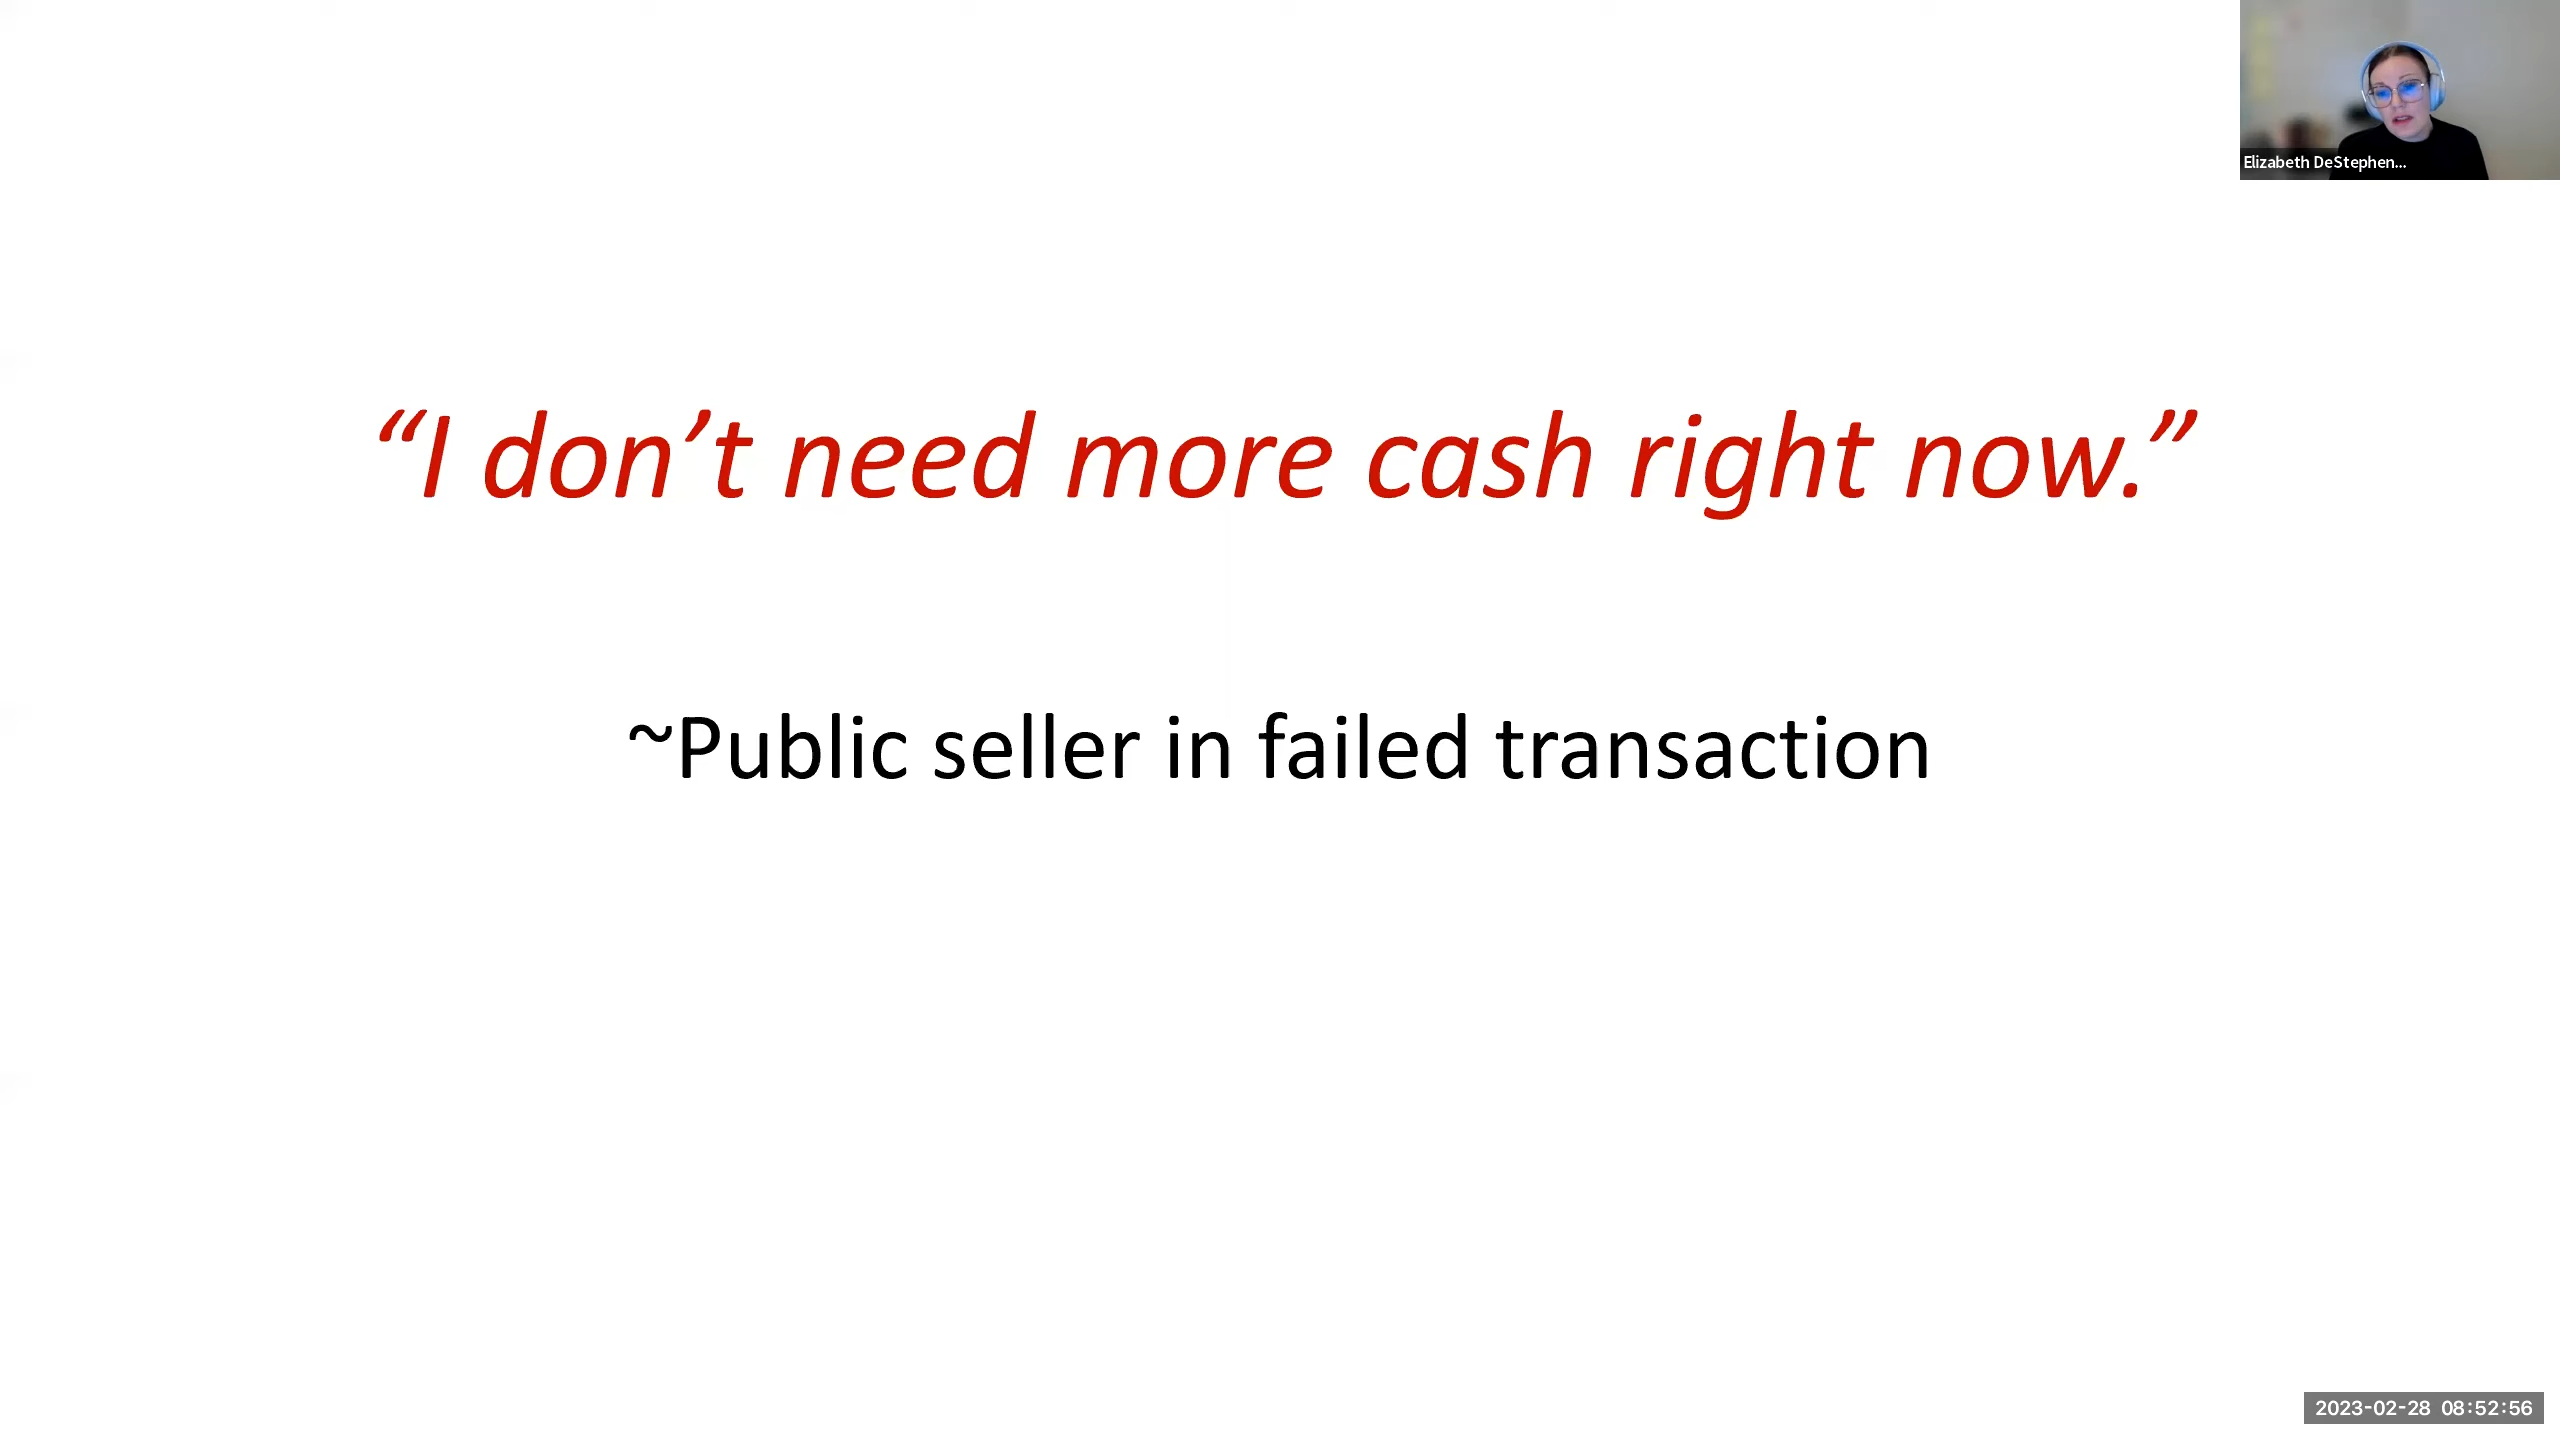 Elizabeth DeStephen...
“I don’t need more cash right now.”
~Public seller in failed transaction
2023-02-28 08:52:56